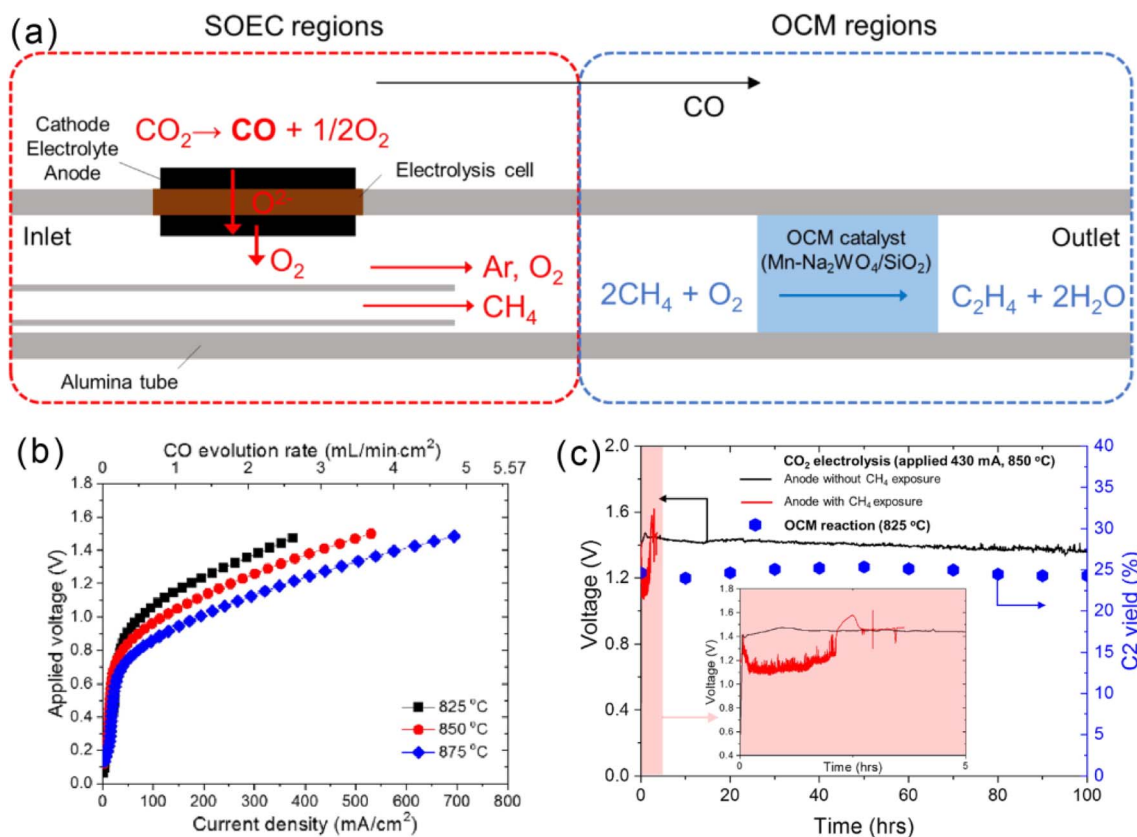 (a)
SOEC regions
OCM regions
CO
CO₂→ CO + 1/2O₂
Cathode
Electrolyte
Anode
Electrolysis cell
O²⁻
Inlet
O₂
Ar, O₂
CH₄
OCM catalyst
(Mn-Na₂WO₄/SiO₂)
Outlet
2CH₄ + O₂
C₂H₄ + 2H₂O
Alumina tube
(b)
CO evolution rate (mL/min·cm²)
0 1 2 3 4 5 5.57
Applied voltage (V)
1.8
1.6
1.4
1.2
1.0
0.8
0.6
0.4
0.2
0.0
825 °C
850 °C
875 °C
0 100 200 300 400 500 600 700 800
Current density (mA/cm²)
(c)
Voltage (V)
2.0
1.6
1.2
0.8
0.4
0.0
CO₂ electrolysis (applied 430 mA, 850 °C)
Anode without CH₄ exposure
Anode with CH₄ exposure
OCM reaction (825 °C)
Voltage (V)
1.8
1.6
1.4
1.2
1.0
0.8
0.6
0.4
0 5
Time (hrs)
40
35
30
25
20
15
10
5
0
C2 yield (%)
0 20 40 60 80 100
Time (hrs)